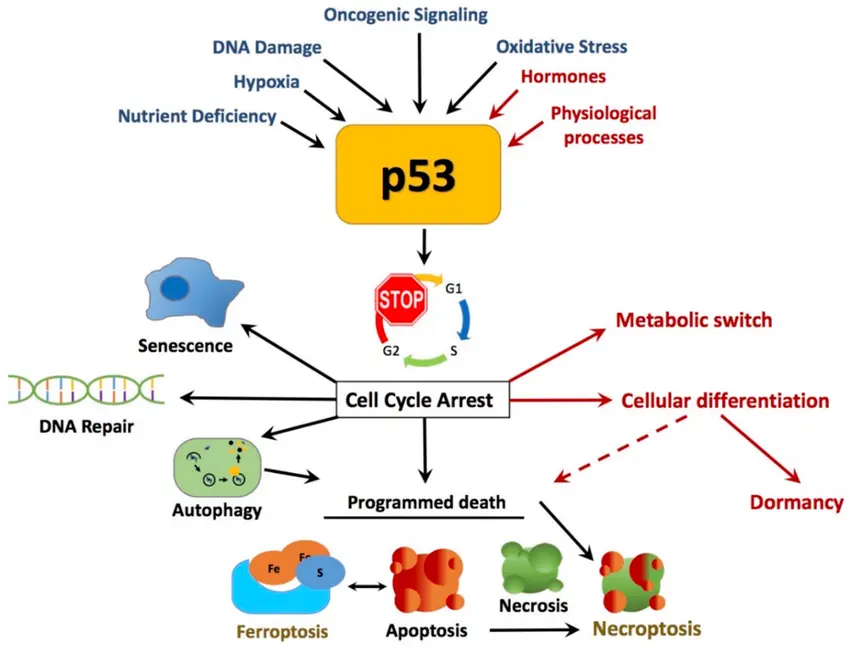 Oncogenic Signaling
DNA Damage
Oxidative Stress
Hypoxia
Hormones
Nutrient Deficiency
Physiological
processes
p53
STOP
G1
G2
S
Senescence
Metabolic switch
Cell Cycle Arrest
Cellular differentiation
DNA Repair
Autophagy
Programmed death
Dormancy
Fe
S
Necrosis
Ferroptosis
Apoptosis
Necroptosis